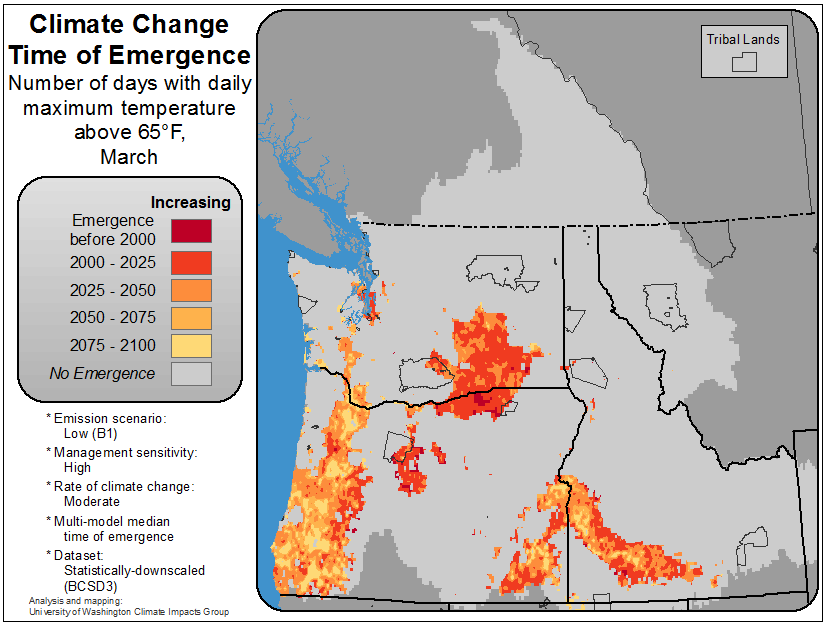 Climate Change
Time of Emergence
Number of days with daily
maximum temperature
above 65°F,
March
Increasing
Emergence
before 2000
2000 - 2025
2025 - 2050
2050 - 2075
2075 - 2100
No Emergence
* Emission scenario:
Low (B1)
* Management sensitivity:
High
* Rate of climate change:
Moderate
* Multi-model median
time of emergence
* Dataset:
Statistically-downscaled
(BCSD3)
Analysis and mapping:
University of Washington Climate Impacts Group
Tribal Lands